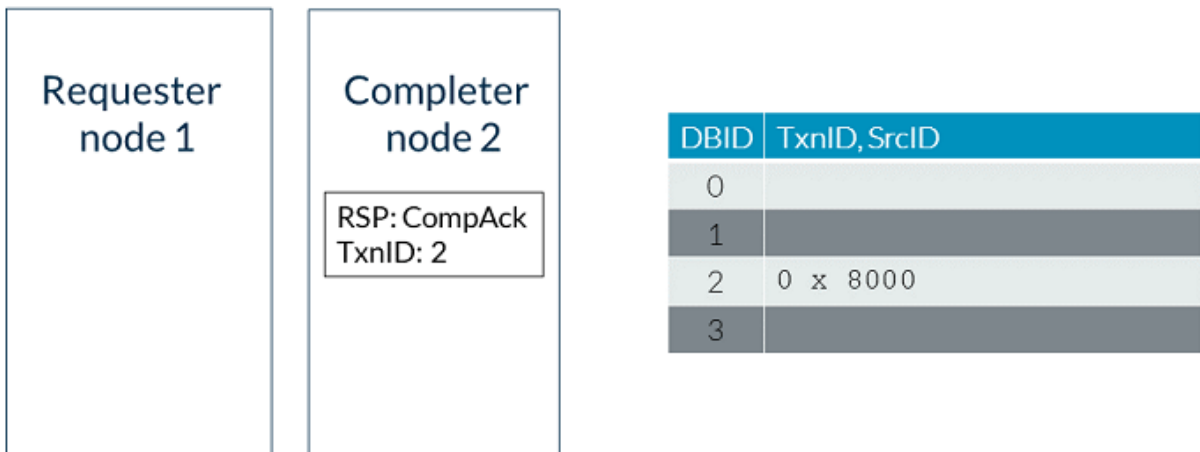 Requester
node 1
Completer
node 2
RSP: CompAck
TxnID: 2
DBID TxnID, SrcID
0
1
2 0 x 8000
3